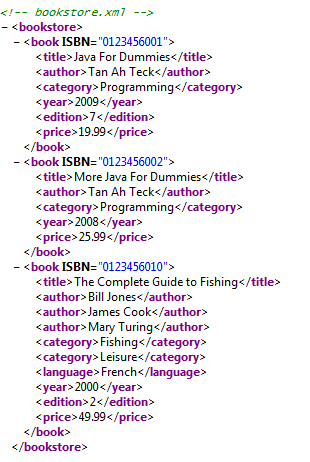 <!-- bookstore.xml -->
– <bookstore>
– <book ISBN="0123456001">
<title>Java For Dummies</title>
<author>Tan Ah Teck</author>
<category>Programming</category>
<year>2009</year>
<edition>7</edition>
<price>19.99</price>
</book>
– <book ISBN="0123456002">
<title>More Java For Dummies</title>
<author>Tan Ah Teck</author>
<category>Programming</category>
<year>2008</year>
<price>25.99</price>
</book>
– <book ISBN="0123456010">
<title>The Complete Guide to Fishing</title>
<author>Bill Jones</author>
<author>James Cook</author>
<author>Mary Turing</author>
<category>Fishing</category>
<category>Leisure</category>
<language>French</language>
<year>2000</year>
<edition>2</edition>
<price>49.99</price>
</book>
</bookstore>